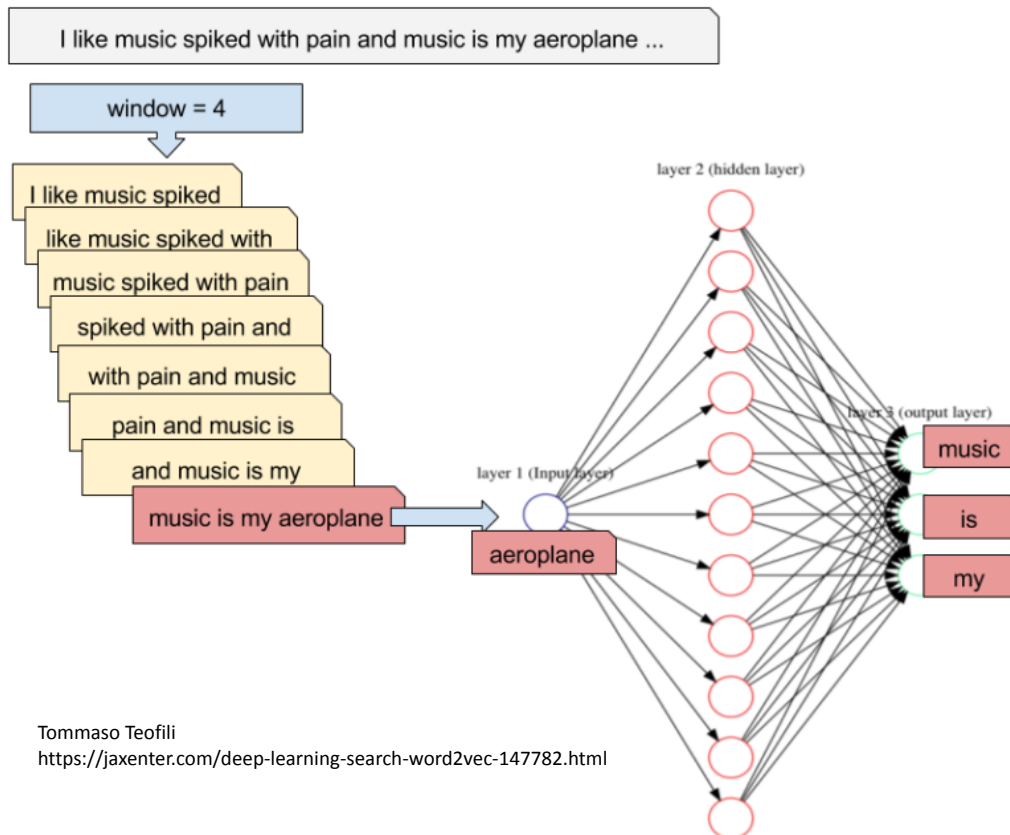 I like music spiked with pain and music is my aeroplane ...
window = 4
I like music spiked
like music spiked with
music spiked with pain
spiked with pain and
with pain and music
pain and music is
and music is my
music is my aeroplane
layer 1 (Input layer)
aeroplane
layer 2 (hidden layer)
layer 3 (output layer)
music
is
my
Tommaso Teofili
https://jaxenter.com/deep-learning-search-word2vec-147782.html